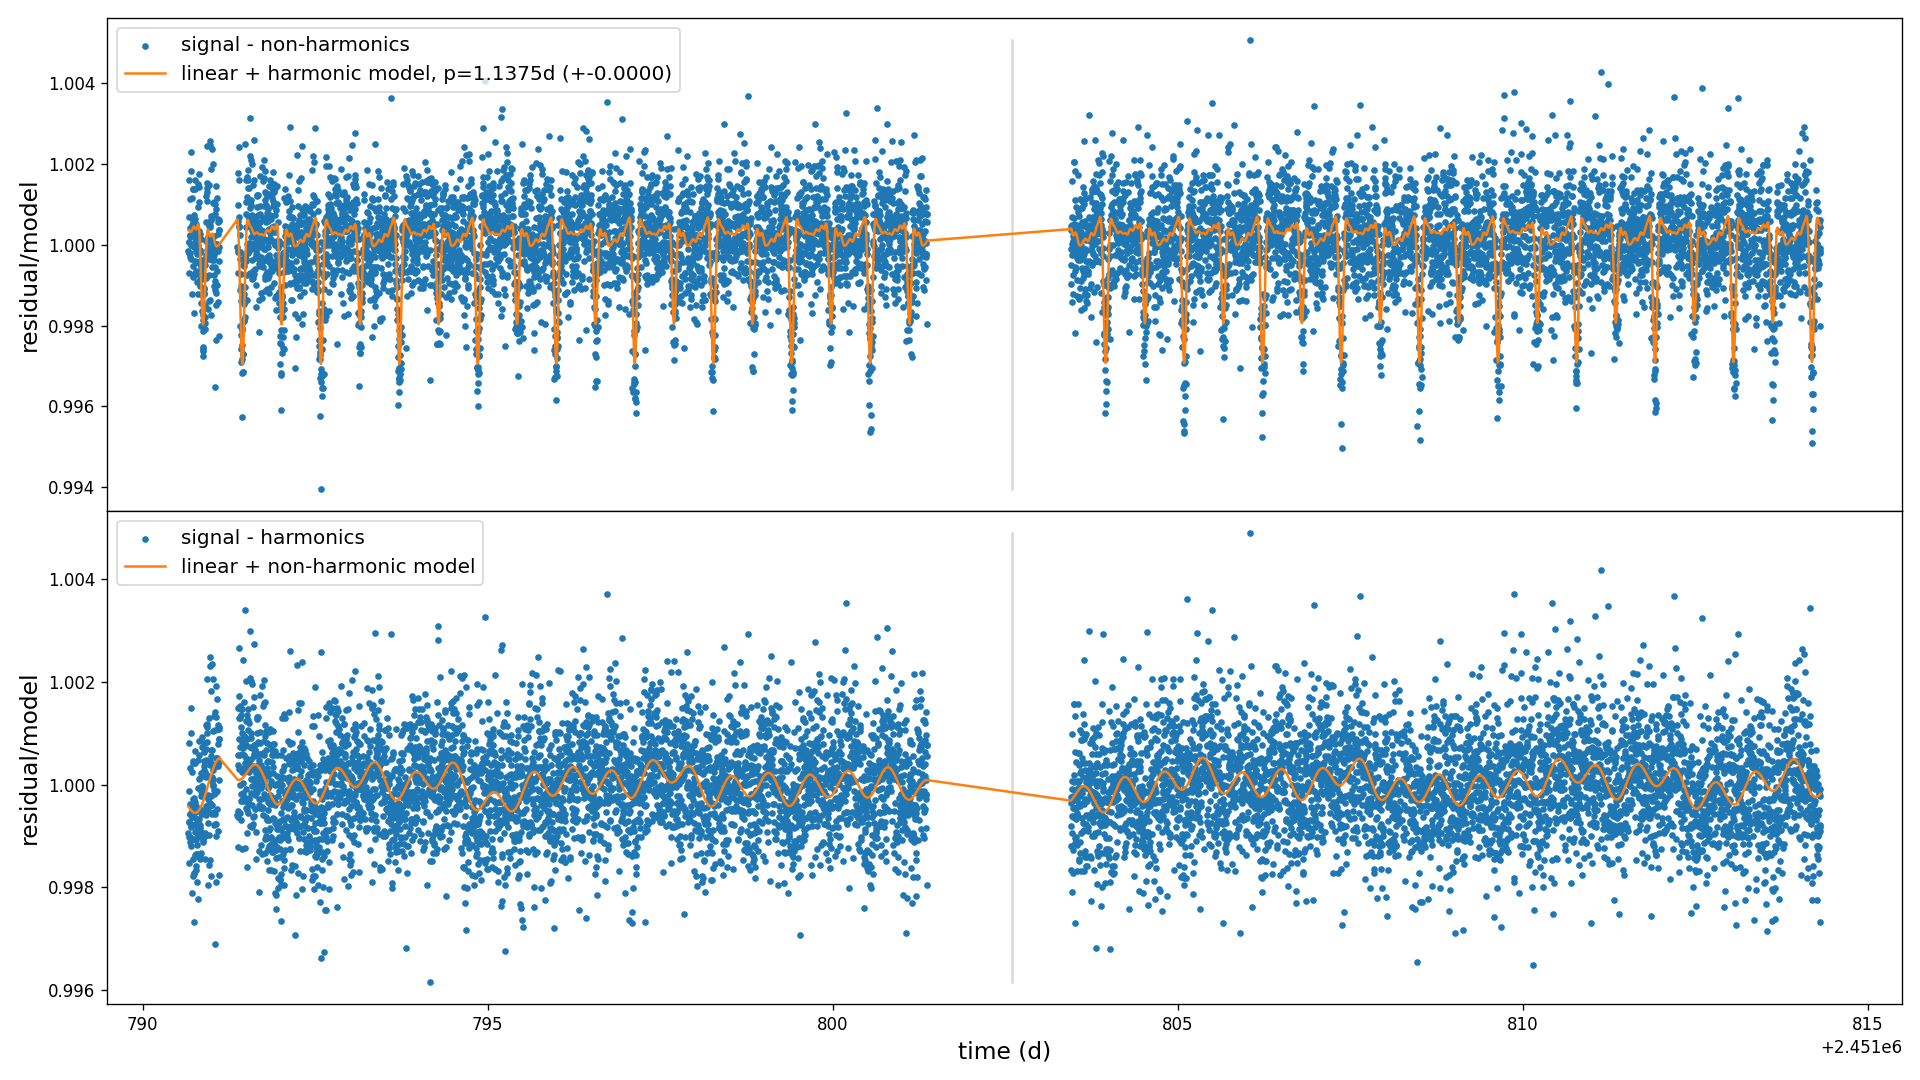 signal - non-harmonics
linear + harmonic model, p=1.1375d (+-0.0000)
1.004
1.002
1.000
0.998
0.996
0.994
residual/model
signal - harmonics
linear + non-harmonic model
1.004
1.002
1.000
0.998
0.996
residual/model
790
795
800
805
810
815
time (d)
+2.451e6